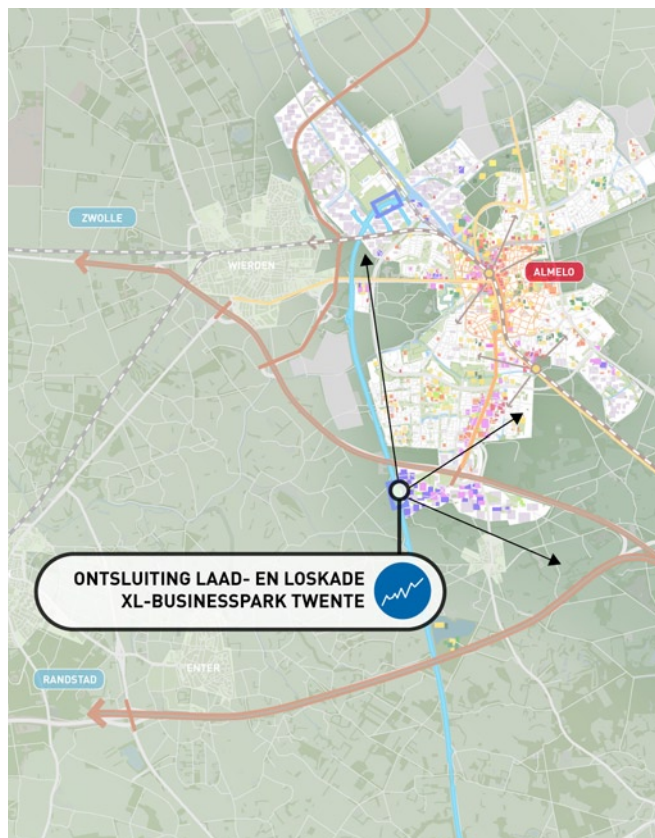 ZWOLLE
WIERDEN
ALMELO
ONTSLUITING LAAD- EN LOSKADE
XL-BUSINESSPARK TWENTE
ENTER
RANDSTAD